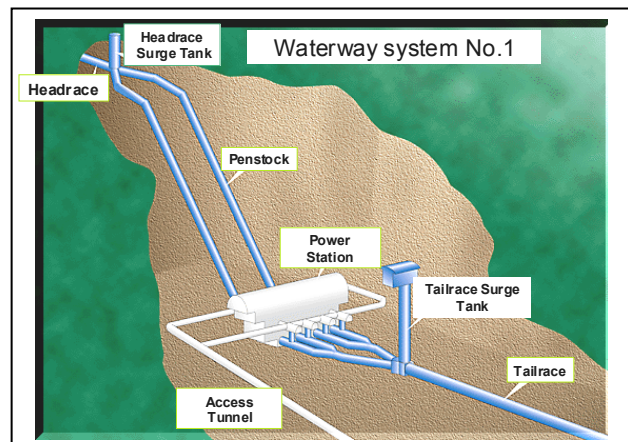 Waterway system No.1
Headrace
Surge Tank
Headrace
Penstock
Power
Station
Tailrace Surge
Tank
Tailrace
Access
Tunnel